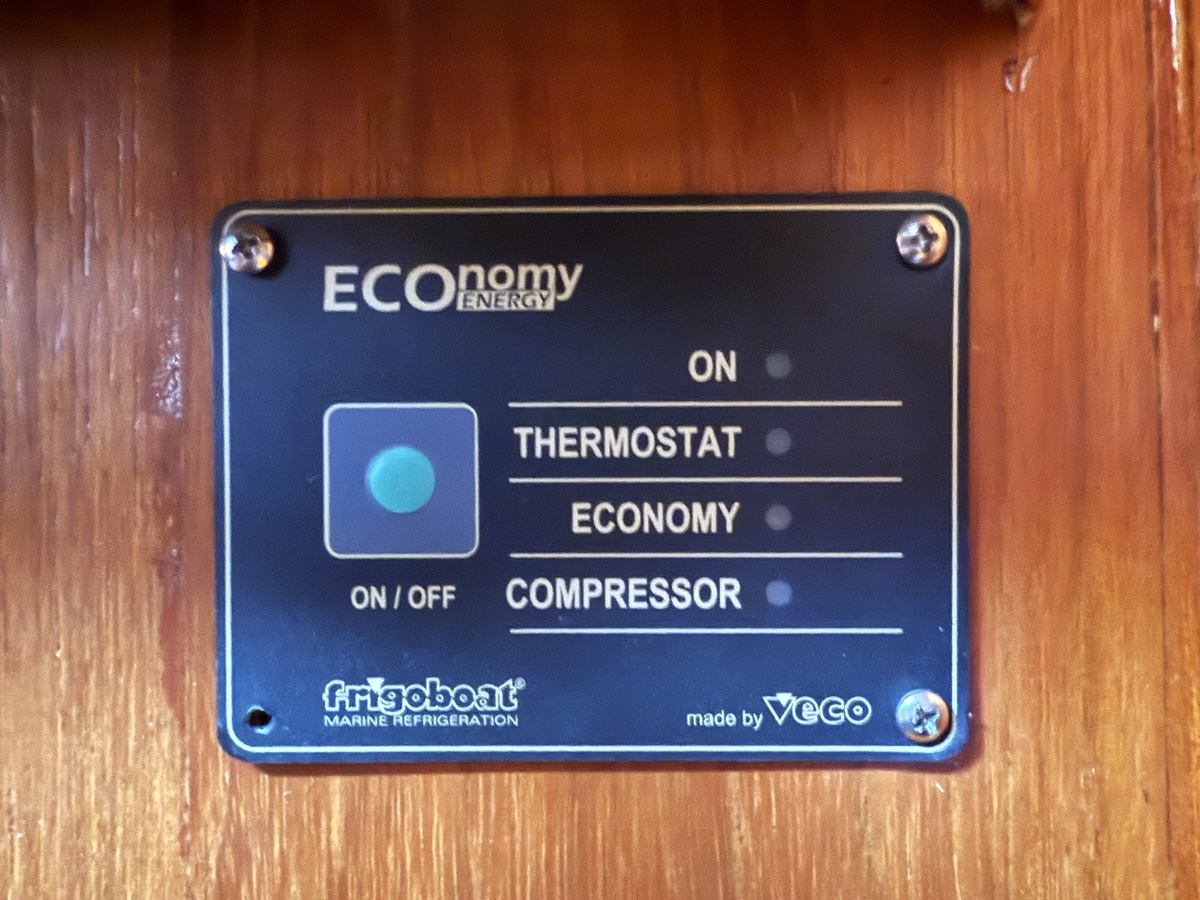 ECOnomy
ENERGY
ON
THERMOSTAT
ECONOMY
COMPRESSOR
ON / OFF
frigoboat®
MARINE REFRIGERATION
made by Veco